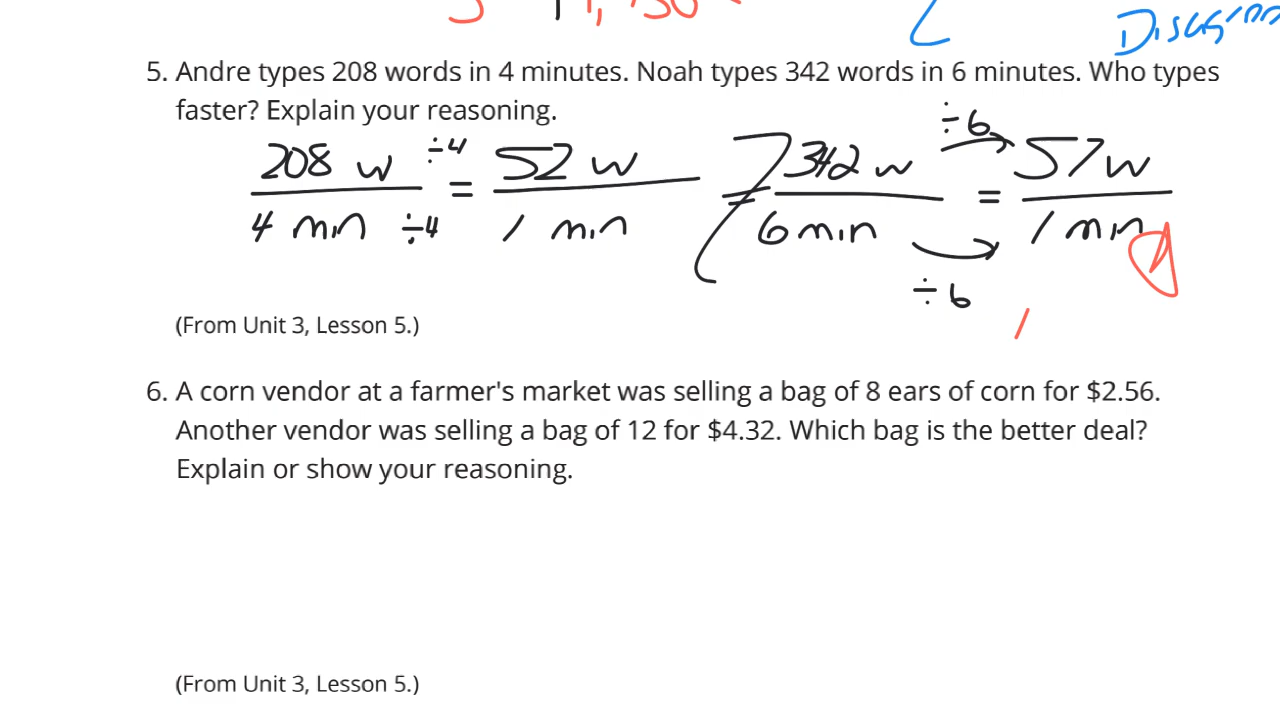 5. Andre types 208 words in 4 minutes. Noah types 342 words in 6 minutes. Who types
faster? Explain your reasoning.
208 w ÷4 = 52 w 342 w ÷6 = 57 w
4 min ÷4 1 min 6 min ÷6 1 min
(From Unit 3, Lesson 5.)
6. A corn vendor at a farmer's market was selling a bag of 8 ears of corn for $2.56.
Another vendor was selling a bag of 12 for $4.32. Which bag is the better deal?
Explain or show your reasoning.
(From Unit 3, Lesson 5.)